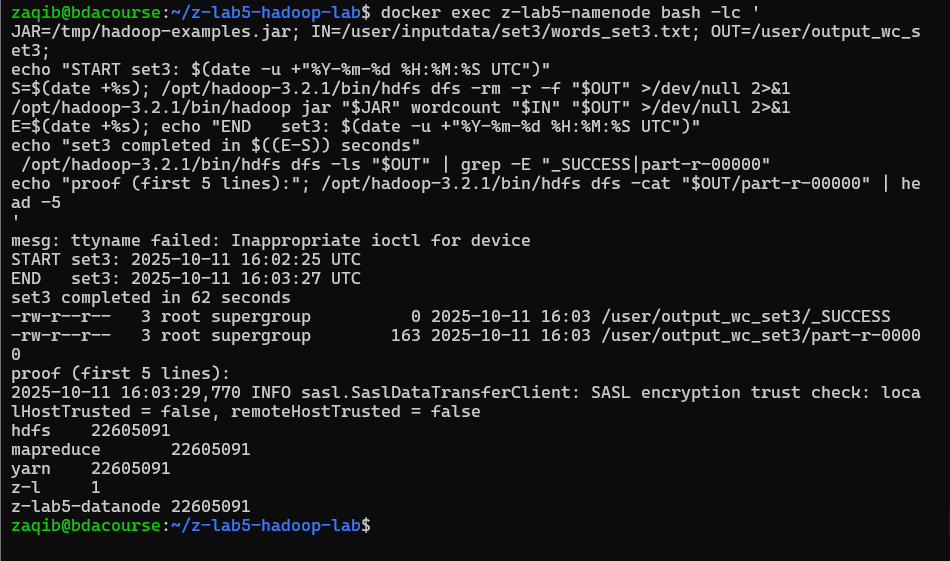 zaqib@bdacourse:~/z-lab5-hadoop-lab$ docker exec z-lab5-namenode bash -lc '
JAR=/tmp/hadoop-examples.jar; IN=/user/inputdata/set3/words_set3.txt; OUT=/user/output_wc_s
et3;
echo "START set3: $(date -u +"%Y-%m-%d %H:%M:%S UTC")"
S=$(date +%s); /opt/hadoop-3.2.1/bin/hdfs dfs -rm -r -f "$OUT" >/dev/null 2>&1
/opt/hadoop-3.2.1/bin/hadoop jar "$JAR" wordcount "$IN" "$OUT" >/dev/null 2>&1
E=$(date +%s); echo "END   set3: $(date -u +"%Y-%m-%d %H:%M:%S UTC")"
echo "set3 completed in $((E-S)) seconds"
 /opt/hadoop-3.2.1/bin/hdfs dfs -ls "$OUT" | grep -E "_SUCCESS|part-r-00000"
echo "proof (first 5 lines):"; /opt/hadoop-3.2.1/bin/hdfs dfs -cat "$OUT/part-r-00000" | he
ad -5
'
mesg: ttyname failed: Inappropriate ioctl for device
START set3: 2025-10-11 16:02:25 UTC
END   set3: 2025-10-11 16:03:27 UTC
set3 completed in 62 seconds
-rw-r--r--   3 root supergroup          0 2025-10-11 16:03 /user/output_wc_set3/_SUCCESS
-rw-r--r--   3 root supergroup        163 2025-10-11 16:03 /user/output_wc_set3/part-r-0000
0
proof (first 5 lines):
2025-10-11 16:03:29,770 INFO sasl.SaslDataTransferClient: SASL encryption trust check: loca
lHostTrusted = false, remoteHostTrusted = false
hdfs    22605091
mapreduce       22605091
yarn    22605091
z-l     1
z-lab5-datanode 22605091
zaqib@bdacourse:~/z-lab5-hadoop-lab$